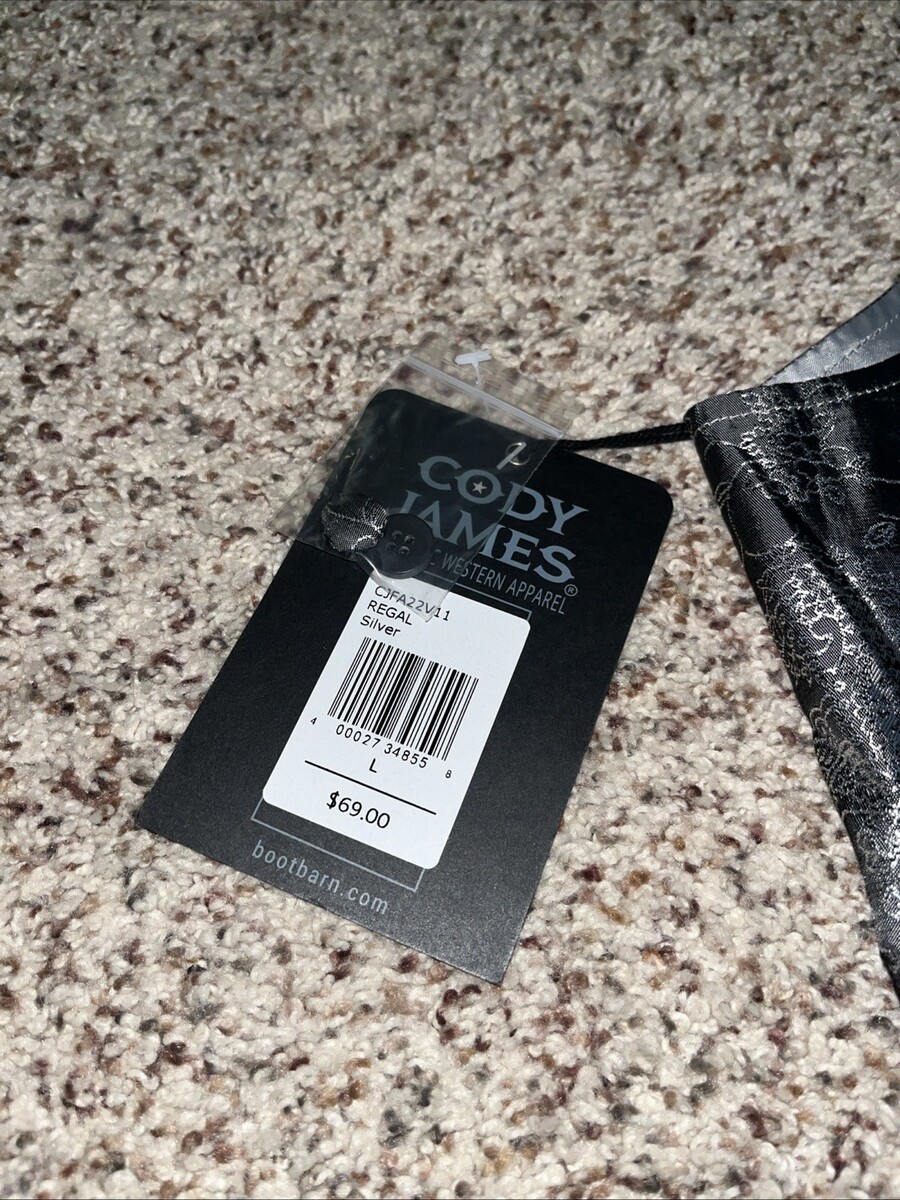 CODY
JAMES
WESTERN APPAREL®
CJFA22V11
REGAL
Silver
4 00027 34855 8
L
$69.00
bootbarn.com